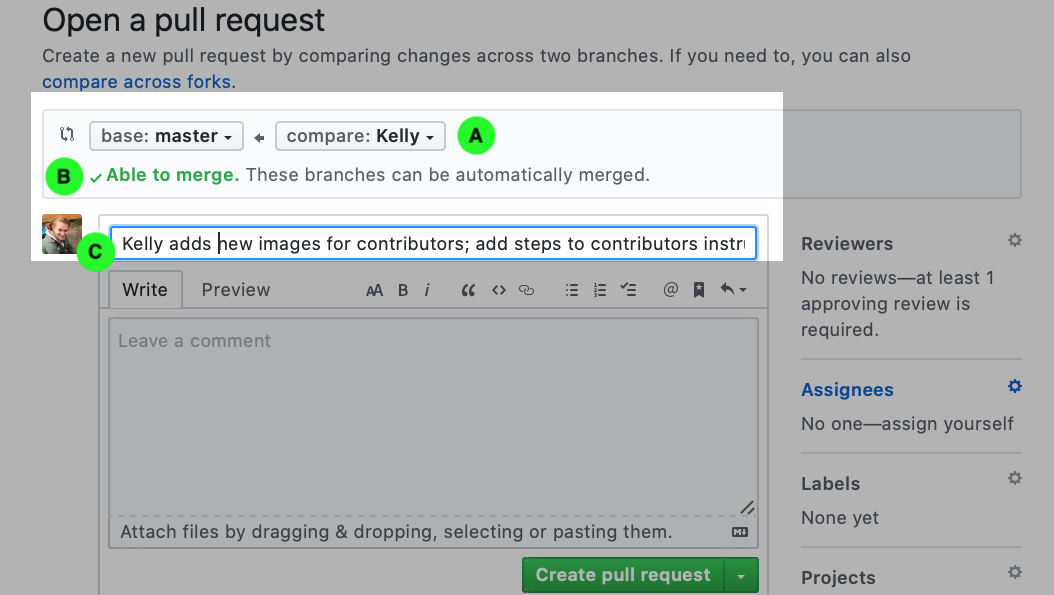 Open a pull request
Create a new pull request by comparing changes across two branches. If you need to, you can also
compare across forks.
base: master compare: Kelly A
B Able to merge. These branches can be automatically merged.
C Kelly adds new images for contributors; add steps to contributors instru
Write Preview AA B i @
Leave a comment
Attach files by dragging & dropping, selecting or pasting them.
Create pull request
Reviewers
No reviews—at least 1
approving review is
required.
Assignees
No one—assign yourself
Labels
None yet
Projects